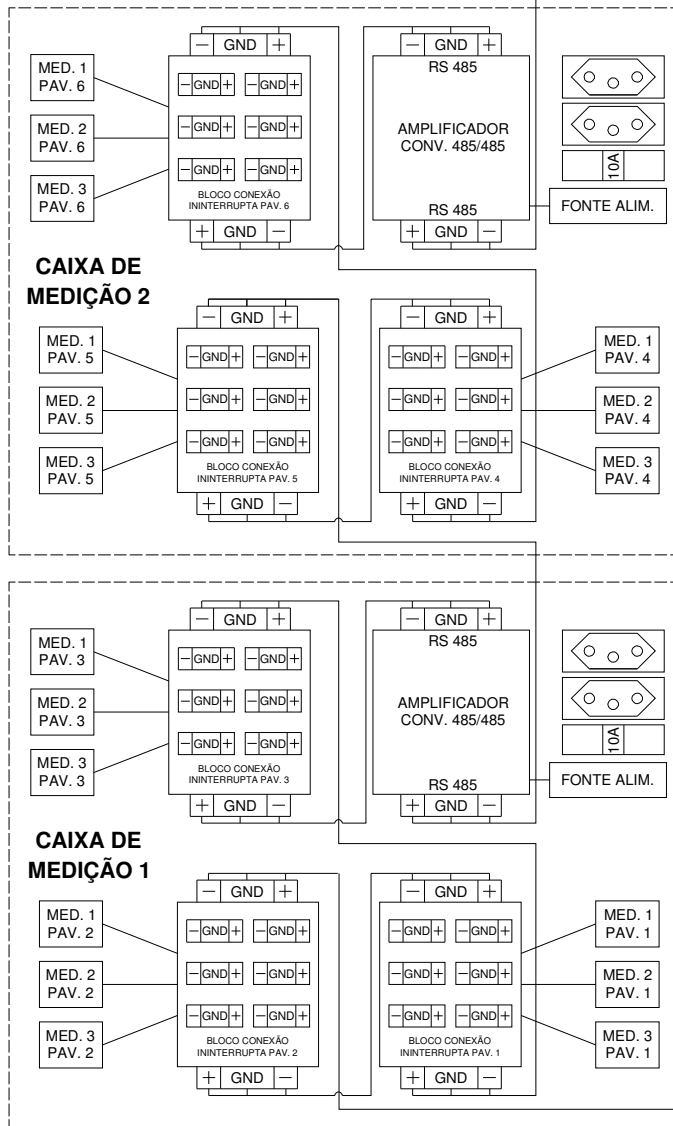 − GND +
− GND +
RS 485
MED. 1
PAV. 6
−GND+ −GND+
MED. 2
PAV. 6
−GND+ −GND+
AMPLIFICADOR
CONV. 485/485
10A
MED. 3
PAV. 6
−GND+ −GND+
BLOCO CONEXÃO
ININTERRUPTA PAV. 6
RS 485
FONTE ALIM.
+ GND −
+ GND −
CAIXA DE
MEDIÇÃO 2
− GND +
− GND +
MED. 1
PAV. 5
−GND+ −GND+
−GND+ −GND+
MED. 1
PAV. 4
MED. 2
PAV. 5
−GND+ −GND+
−GND+ −GND+
MED. 2
PAV. 4
MED. 3
PAV. 5
−GND+ −GND+
−GND+ −GND+
MED. 3
PAV. 4
BLOCO CONEXÃO
ININTERRUPTA PAV. 5
BLOCO CONEXÃO
ININTERRUPTA PAV. 4
+ GND −
+ GND −
− GND +
− GND +
RS 485
MED. 1
PAV. 3
−GND+ −GND+
MED. 2
PAV. 3
−GND+ −GND+
AMPLIFICADOR
CONV. 485/485
10A
MED. 3
PAV. 3
−GND+ −GND+
BLOCO CONEXÃO
ININTERRUPTA PAV. 3
RS 485
FONTE ALIM.
+ GND −
+ GND −
CAIXA DE
MEDIÇÃO 1
− GND +
− GND +
MED. 1
PAV. 2
−GND+ −GND+
−GND+ −GND+
MED. 1
PAV. 1
MED. 2
PAV. 2
−GND+ −GND+
−GND+ −GND+
MED. 2
PAV. 1
MED. 3
PAV. 2
−GND+ −GND+
−GND+ −GND+
MED. 3
PAV. 1
BLOCO CONEXÃO
ININTERRUPTA PAV. 2
BLOCO CONEXÃO
ININTERRUPTA PAV. 1
+ GND −
+ GND −